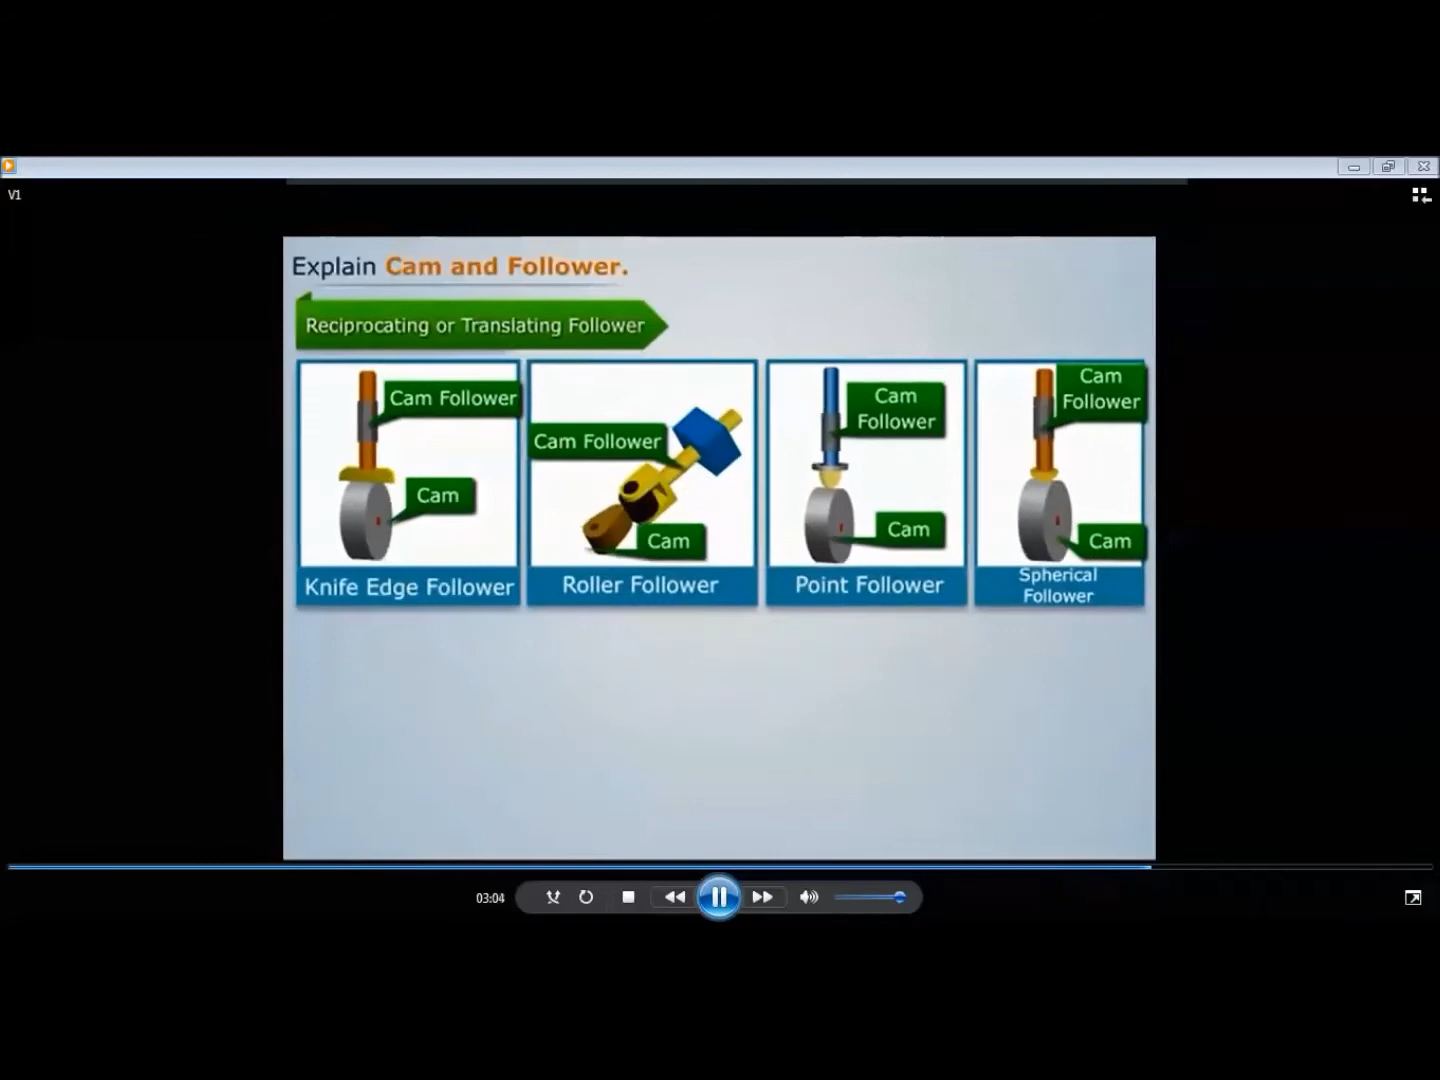 V1
Explain Cam and Follower.
Reciprocating or Translating Follower
Cam Follower
Cam
Knife Edge Follower
Cam Follower
Cam
Roller Follower
Cam
Follower
Cam
Point Follower
Cam
Follower
Cam
Spherical
Follower
03:04